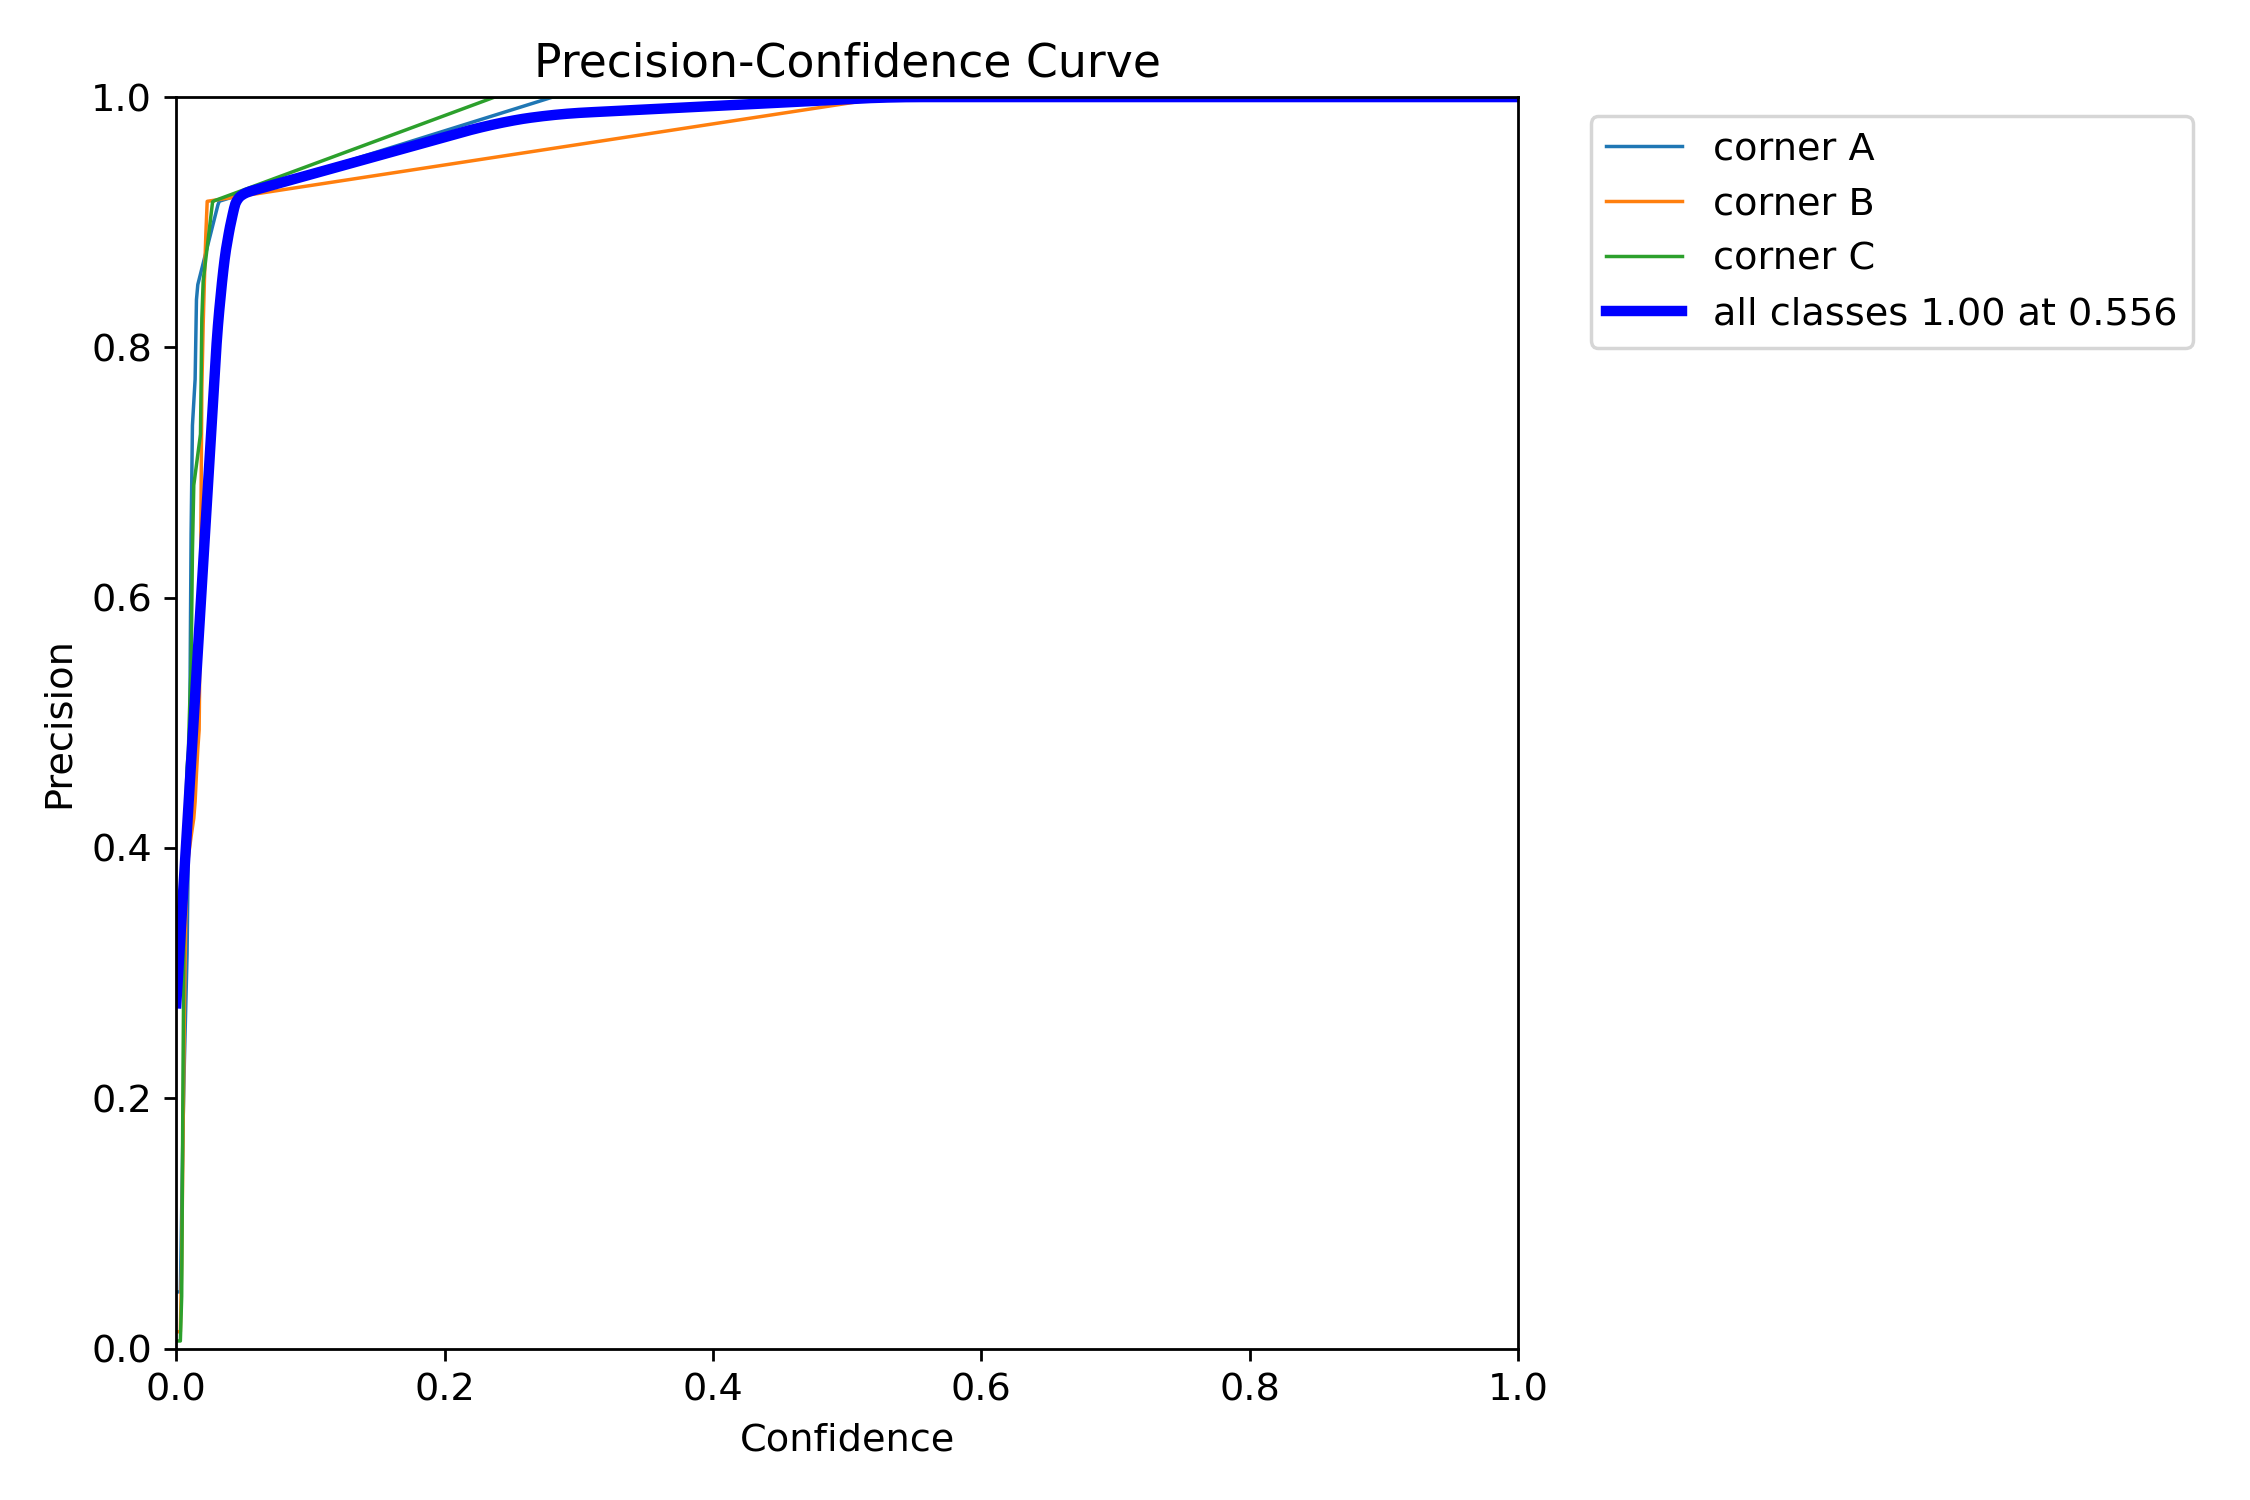 Precision-Confidence Curve
1.0
0.8
0.6
0.4
0.2
0.0
Precision
0.0 0.2 0.4 0.6 0.8 1.0
Confidence
corner A
corner B
corner C
all classes 1.00 at 0.556